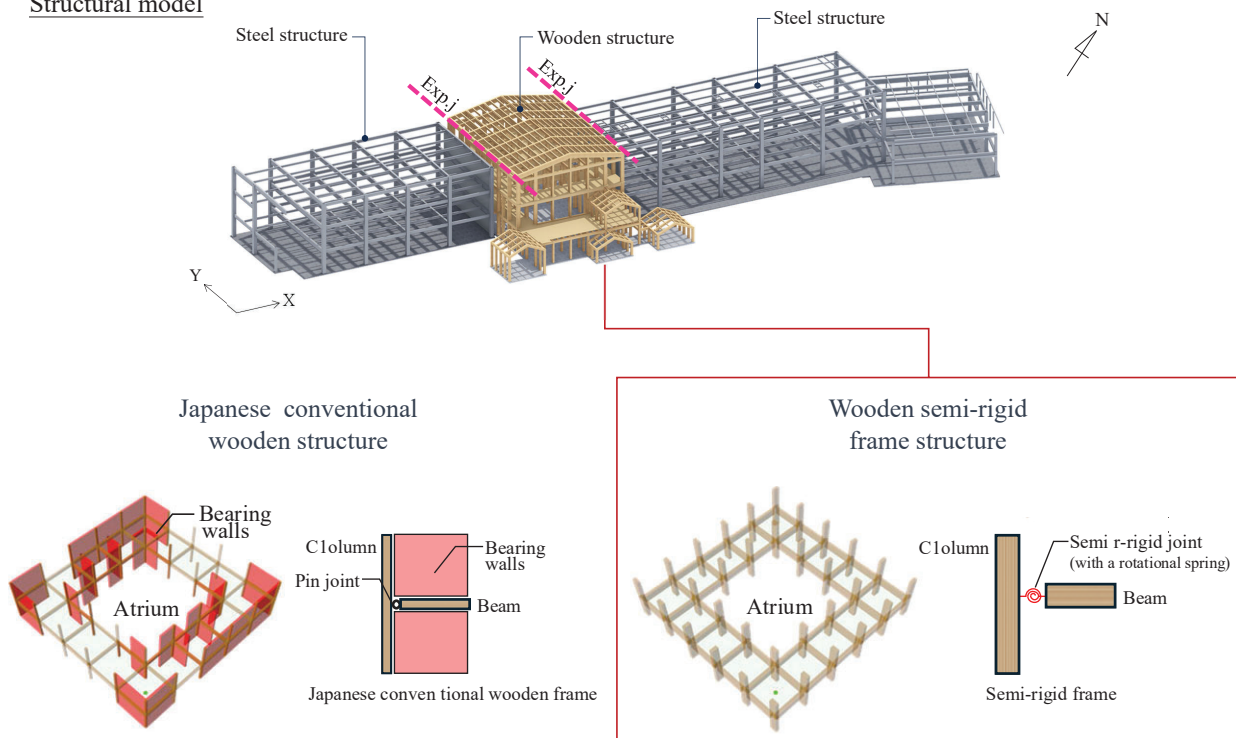 Structural model
Steel structure
Wooden structure
Steel structure
N
Exp.j
Exp.j
Y
X
Japanese conventional
wooden structure
Wooden semi-rigid
frame structure
Bearing
walls
Atrium
C1olumn
Pin joint
Bearing
walls
Beam
Japanese conven tional wooden frame
Atrium
C1olumn
Semi r-rigid joint
(with a rotational spring)
Beam
Semi-rigid frame